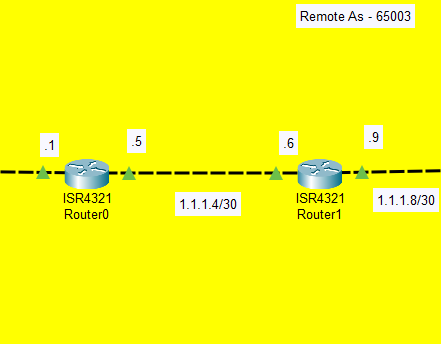 Remote As - 65003
.1
.5
.6
.9
ISR4321
Router0
1.1.1.4/30
ISR4321
Router1
1.1.1.8/30